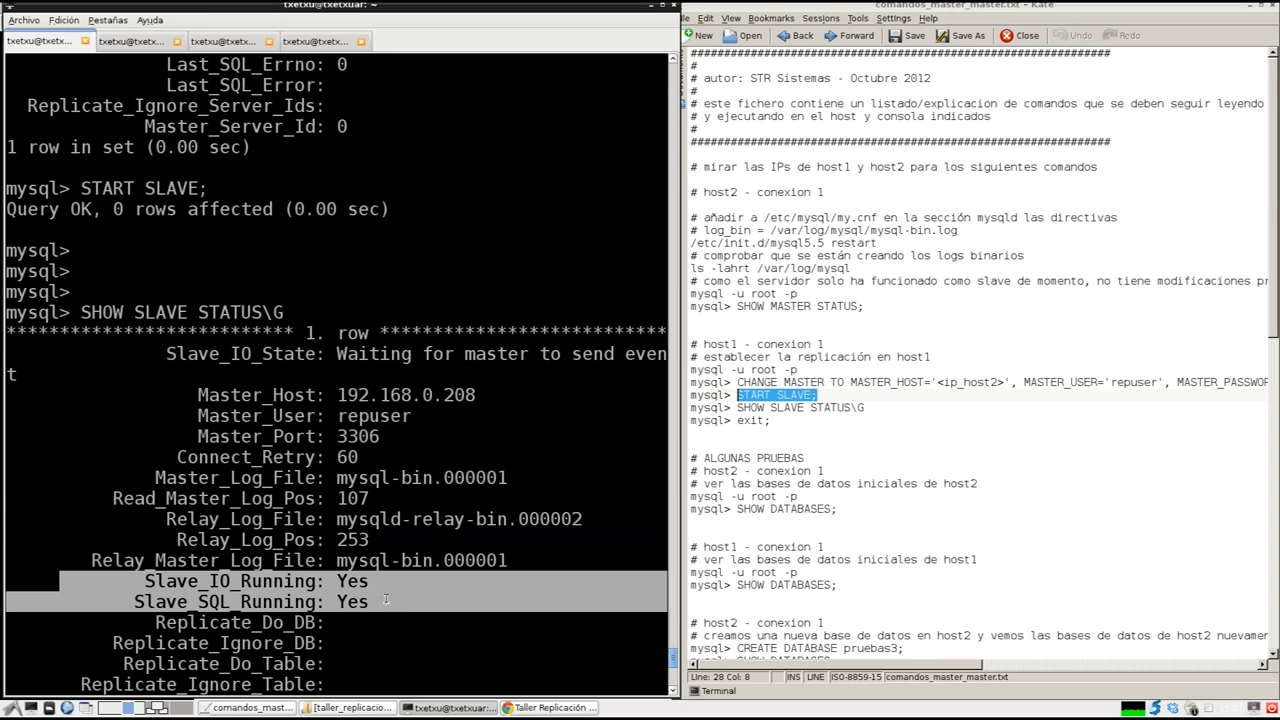 txetxu@txetxuar: ~
Archivo Edición Pestañas Ayuda
txetxu@txetx... txetxu@txetx... txetxu@txetx... txetxu@txetx...
Last_SQL_Errno: 0
Last_SQL_Error:
Replicate_Ignore_Server_Ids:
Master_Server_Id: 0
1 row in set (0.00 sec)
mysql> START SLAVE;
Query OK, 0 rows affected (0.00 sec)
mysql>
mysql>
mysql>
mysql> SHOW SLAVE STATUS\G
*************************** 1. row ***************************
Slave_IO_State: Waiting for master to send even
t
Master_Host: 192.168.0.208
Master_User: repuser
Master_Port: 3306
Connect_Retry: 60
Master_Log_File: mysql-bin.000001
Read_Master_Log_Pos: 107
Relay_Log_File: mysqld-relay-bin.000002
Relay_Log_Pos: 253
Relay_Master_Log_File: mysql-bin.000001
Slave_IO_Running: Yes
Slave_SQL_Running: Yes
Replicate_Do_DB:
Replicate_Ignore_DB:
Replicate_Do_Table:
Replicate_Ignore_Table:
comandos_master_master.txt - Kate
File Edit View Bookmarks Sessions Tools Settings Help
New Open Back Forward Save Save As Close Undo Redo
##########################################################################
#
# autor: STR Sistemas - Octubre 2012
#
# este fichero contiene un listado/explicacion de comandos que se deben seguir leyendo
# y ejecutando en el host y consola indicados
#
##########################################################################
# mirar las IPs de host1 y host2 para los siguientes comandos
# host2 - conexion 1
# añadir a /etc/mysql/my.cnf en la sección mysqld las directivas
# log_bin = /var/log/mysql/mysql-bin.log
/etc/init.d/mysql5.5 restart
# comprobar que se están creando los logs binarios
ls -lahrt /var/log/mysql
# como el servidor solo ha funcionado como slave de momento, no tiene modificaciones pr
mysql -u root -p
mysql> SHOW MASTER STATUS;
# host1 - conexion 1
# establecer la replicación en host1
mysql -u root -p
mysql> CHANGE MASTER TO MASTER_HOST='<ip_host2>', MASTER_USER='repuser', MASTER_PASSWOR
mysql> START SLAVE;
mysql> SHOW SLAVE STATUS\G
mysql> exit;
# ALGUNAS PRUEBAS
# host2 - conexion 1
# ver las bases de datos iniciales de host2
mysql -u root -p
mysql> SHOW DATABASES;
# host1 - conexion 1
# ver las bases de datos iniciales de host1
mysql -u root -p
mysql> SHOW DATABASES;
# host2 - conexion 1
# creamos una nueva base de datos en host2 y vemos las bases de datos de host2 nuevamen
mysql> CREATE DATABASE pruebas3;
Line: 28 Col: 8 INS LINE ISO-8859-15 comandos_master_master.txt
Terminal
comandos_mast... [taller_replicacio... txetxu@txetxuar:... Taller Replicación ...